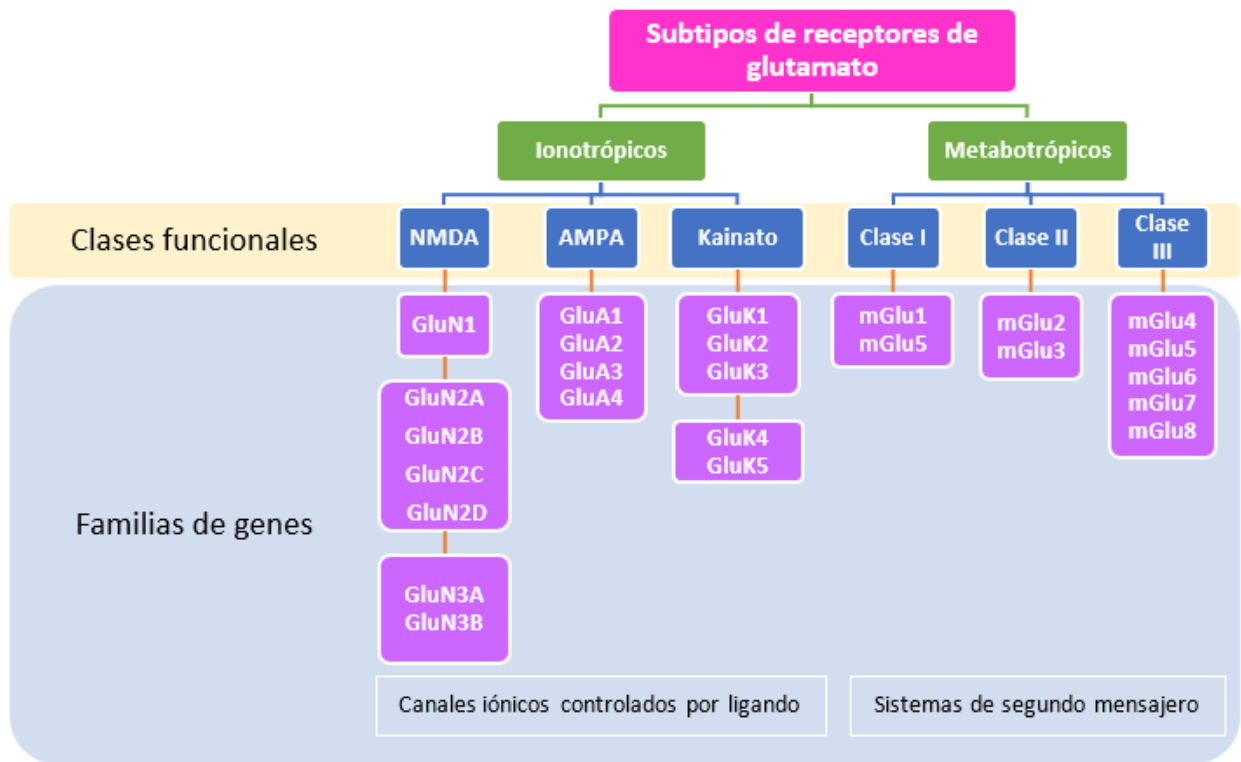 Subtipos de receptores de
glutamato
Ionotrópicos
Metabotrópicos
Clases funcionales
NMDA
AMPA
Kainato
Clase I
Clase II
Clase
III
Familias de genes
GluN1
GluN2A
GluN2B
GluN2C
GluN2D
GluN3A
GluN3B
GluA1
GluA2
GluA3
GluA4
GluK1
GluK2
GluK3
GluK4
GluK5
mGlu1
mGlu5
mGlu2
mGlu3
mGlu4
mGlu5
mGlu6
mGlu7
mGlu8
Canales iónicos controlados por ligando
Sistemas de segundo mensajero